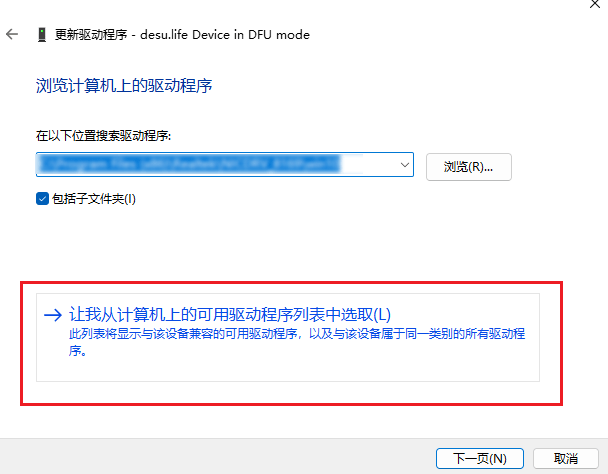 更新驱动程序 - desu.life Device in DFU mode
浏览计算机上的驱动程序
在以下位置搜索驱动程序:
浏览(R)...
包括子文件夹(I)
让我从计算机上的可用驱动程序列表中选取(L)
此列表将显示与该设备兼容的可用驱动程序，以及与该设备属于同一类别的所有驱动程
序。
下一页(N)
取消